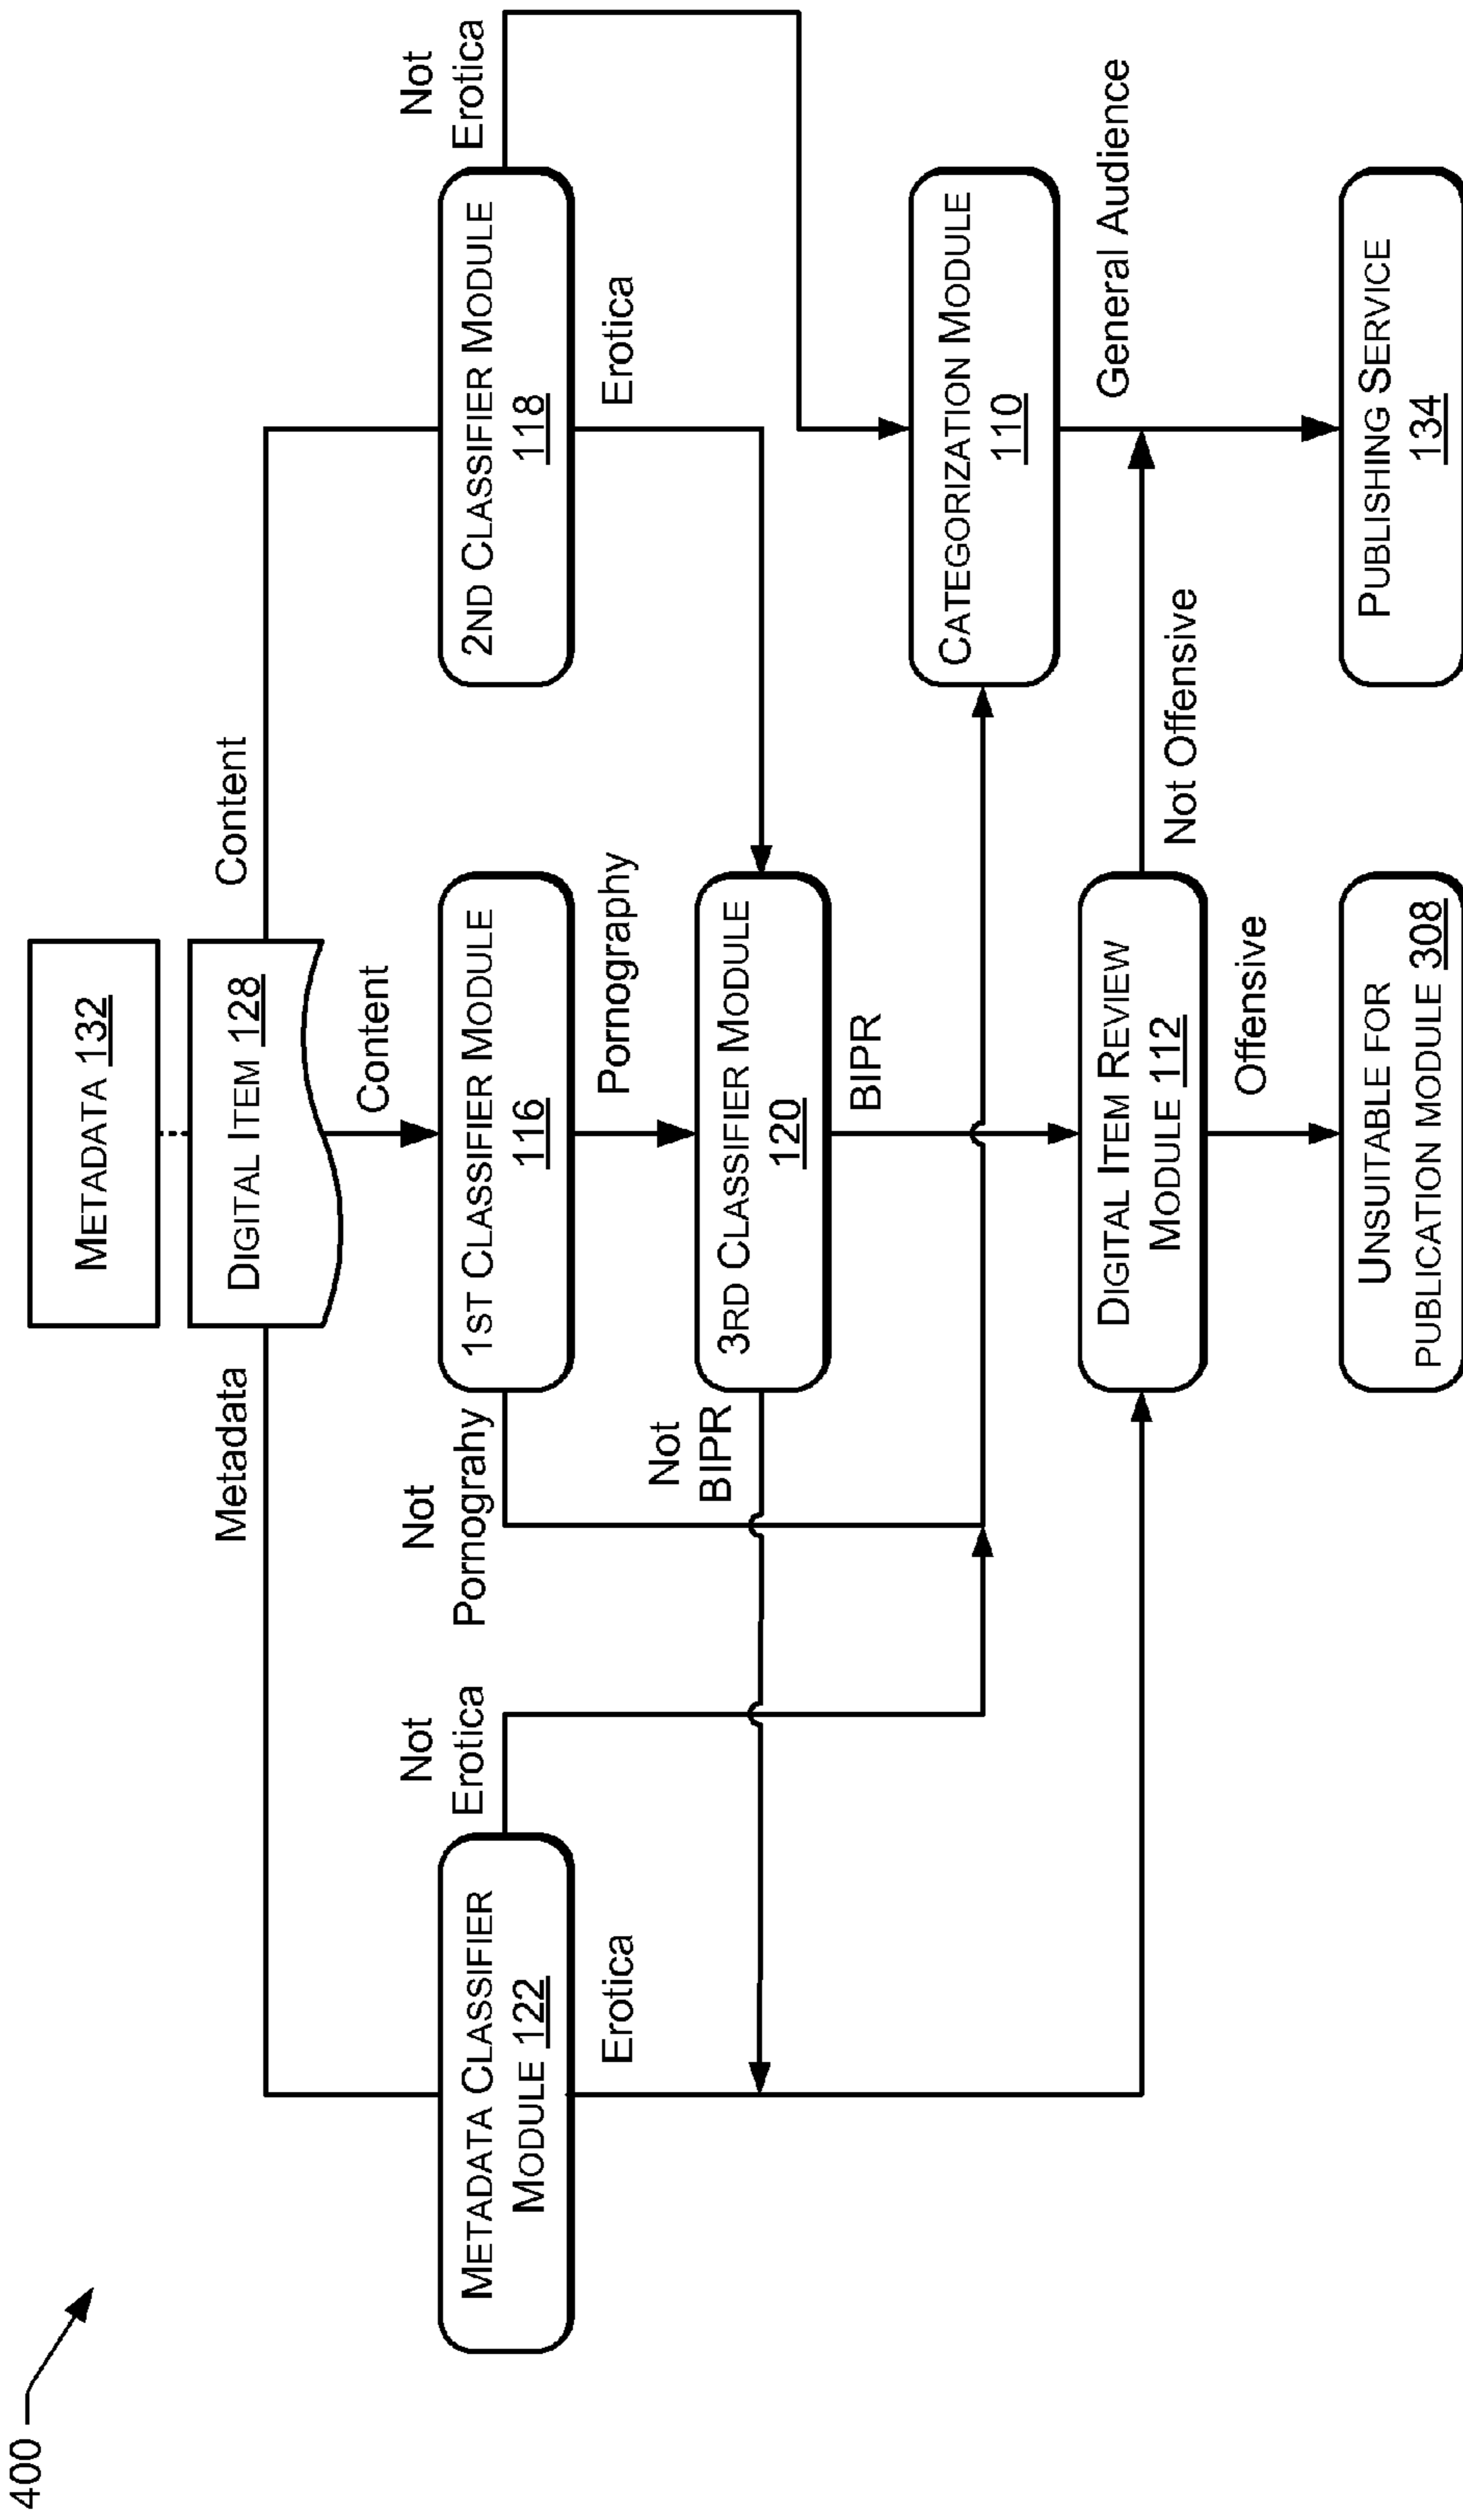 400
METADATA 132
DIGITAL ITEM 128
Metadata
Content
Content
METADATA CLASSIFIER
MODULE 122
Not
Erotica
Erotica
Not
Pornograhy
1ST CLASSIFIER MODULE
116
Pornography
2ND CLASSIFIER MODULE
118
Not
Erotica
Erotica
Not
BIPR
3RD CLASSIFIER MODULE
120
BIPR
CATEGORIZATION MODULE
110
General Audience
DIGITAL ITEM REVIEW
MODULE 112
Not Offensive
Offensive
UNSUITABLE FOR
PUBLICATION MODULE 308
PUBLISHING SERVICE
134